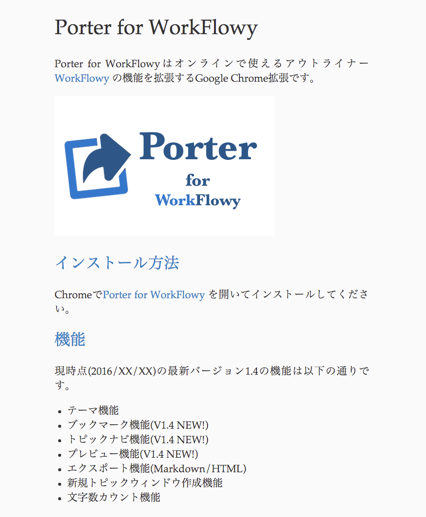 Porter for WorkFlowy
Porter for WorkFlowyはオンラインで使えるアウトライナー
WorkFlowy の機能を拡張するGoogle Chrome拡張です。
Porter
for
WorkFlowy
インストール方法
ChromeでPorter for WorkFlowy を開いてインストールしてくださ
い。
機能
現時点(2016/XX/XX)の最新バージョン1.4の機能は以下の通りで
す。
• テーマ機能
• ブックマーク機能(V1.4 NEW!)
• トピックナビ機能(V1.4 NEW!)
• プレビュー機能(V1.4 NEW!)
• エクスポート機能(Markdown/HTML)
• 新規トピックウィンドウ作成機能
• 文字数カウント機能